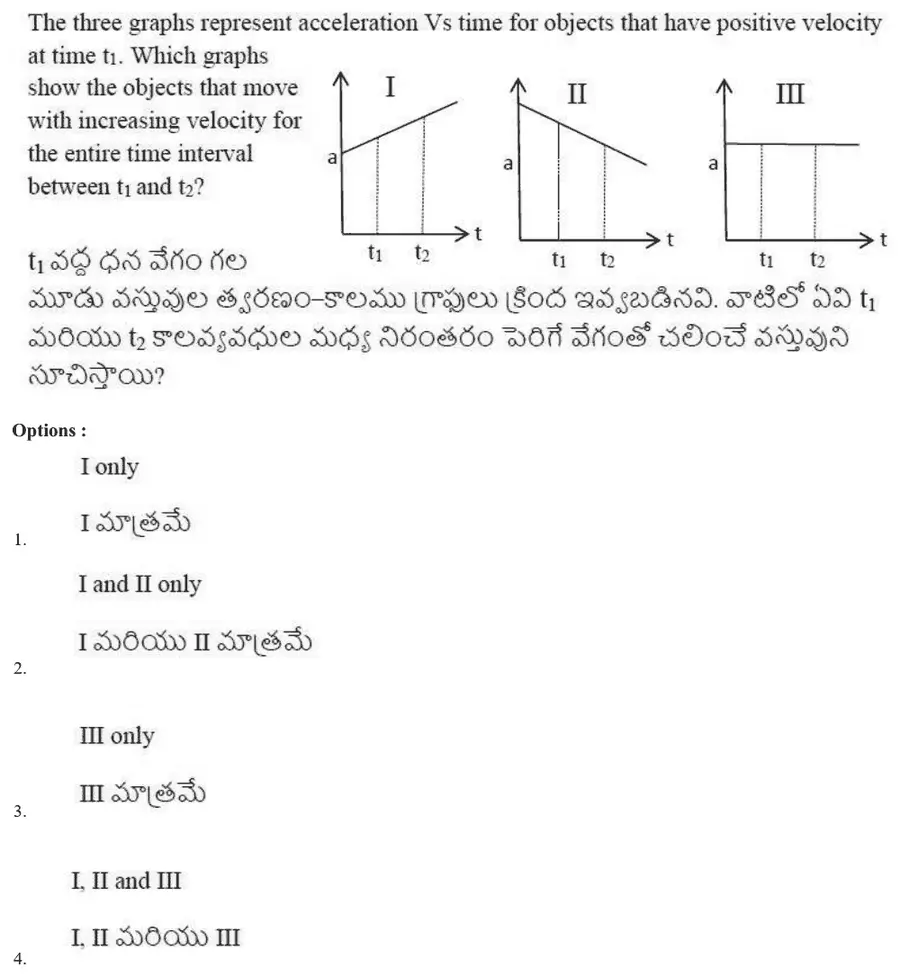 The three graphs represent acceleration Vs time for objects that have positive velocity
at time t₁. Which graphs
show the objects that move
with increasing velocity for
the entire time interval
between t₁ and t₂?
I
a
t₁ t₂
t
II
a
t₁ t₂
t
III
a
t₁ t₂
t
t₁ వద్ద ధన వేగం గల
మూడు వస్తువుల త్వరణం-కాలము గ్రాఫులు క్రింద ఇవ్వబడినవి. వాటిలో ఏవి t₁
మరియు t₂ కాలవ్యవధుల మధ్య నిరంతరం పెరిగే వేగంతో చలించే వస్తువుని
సూచిస్తాయి?
Options :
I only
I మాత్రమే
1.
I and II only
I మరియు II మాత్రమే
2.
III only
III మాత్రమే
3.
I, II and III
I, II మరియు III
4.